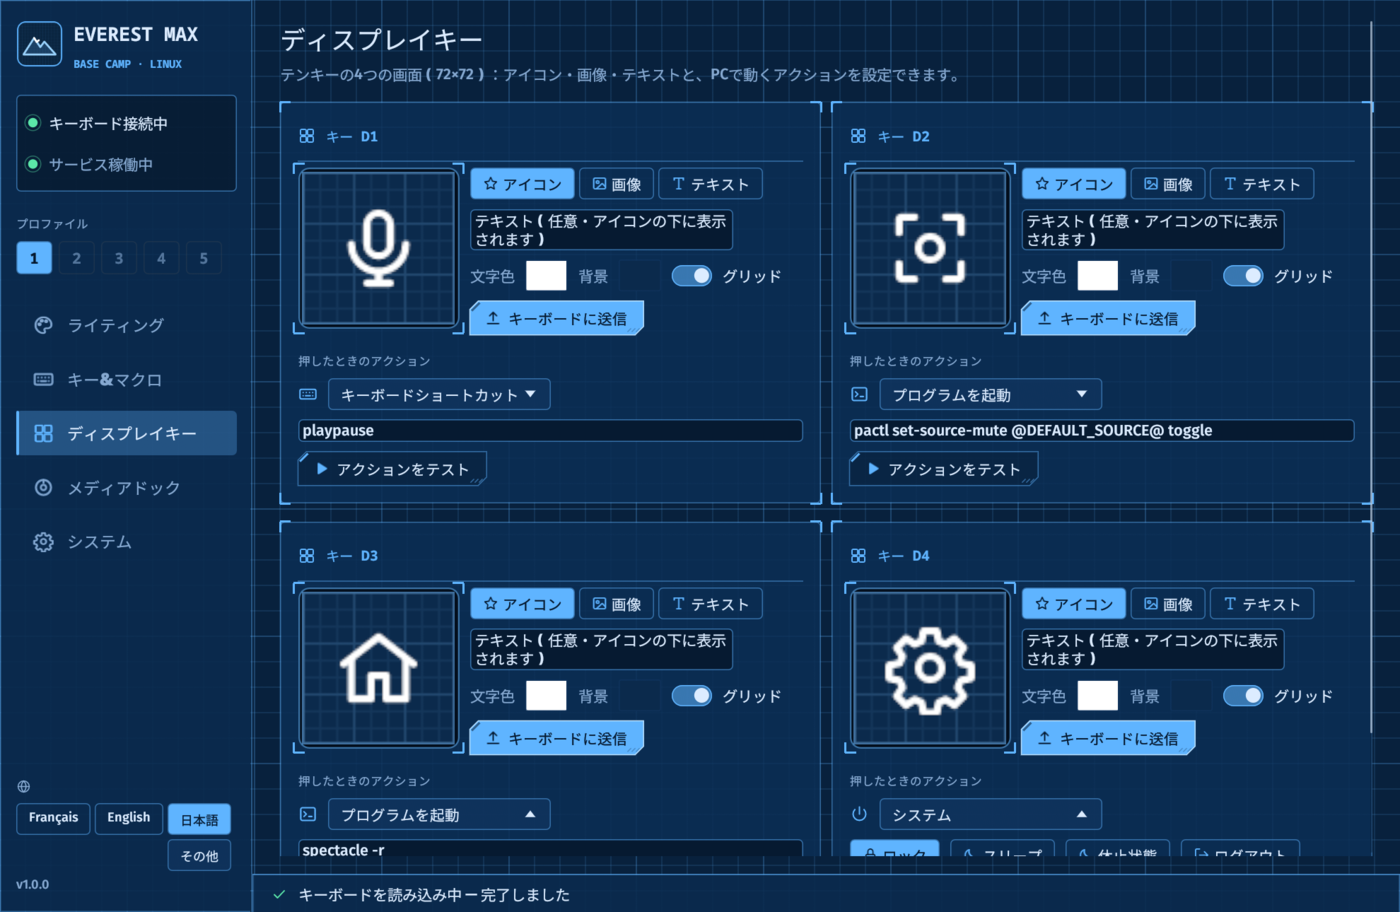 EVEREST MAX
BASE CAMP · LINUX
キーボード接続中
サービス稼働中
プロファイル
1 2 3 4 5
ライティング
キー&マクロ
ディスプレイキー
メディアドック
システム
Français English 日本語
その他
v1.0.0
ディスプレイキー
テンキーの4つの画面(72×72)：アイコン・画像・テキストと、PCで動くアクションを設定できます。
キー D1
アイコン 画像 テキスト
テキスト(任意・アイコンの下に表示
されます)
文字色 背景 グリッド
キーボードに送信
押したときのアクション
キーボードショートカット
playpause
アクションをテスト
キー D2
アイコン 画像 テキスト
テキスト(任意・アイコンの下に表示
されます)
文字色 背景 グリッド
キーボードに送信
押したときのアクション
プログラムを起動
pactl set-source-mute @DEFAULT_SOURCE@ toggle
アクションをテスト
キー D3
アイコン 画像 テキスト
テキスト(任意・アイコンの下に表示
されます)
文字色 背景 グリッド
キーボードに送信
押したときのアクション
プログラムを起動
spectacle -r
キー D4
アイコン 画像 テキスト
テキスト(任意・アイコンの下に表示
されます)
文字色 背景 グリッド
キーボードに送信
押したときのアクション
システム
ロック スリープ 休止状態 ログアウト
キーボードを読み込み中 – 完了しました